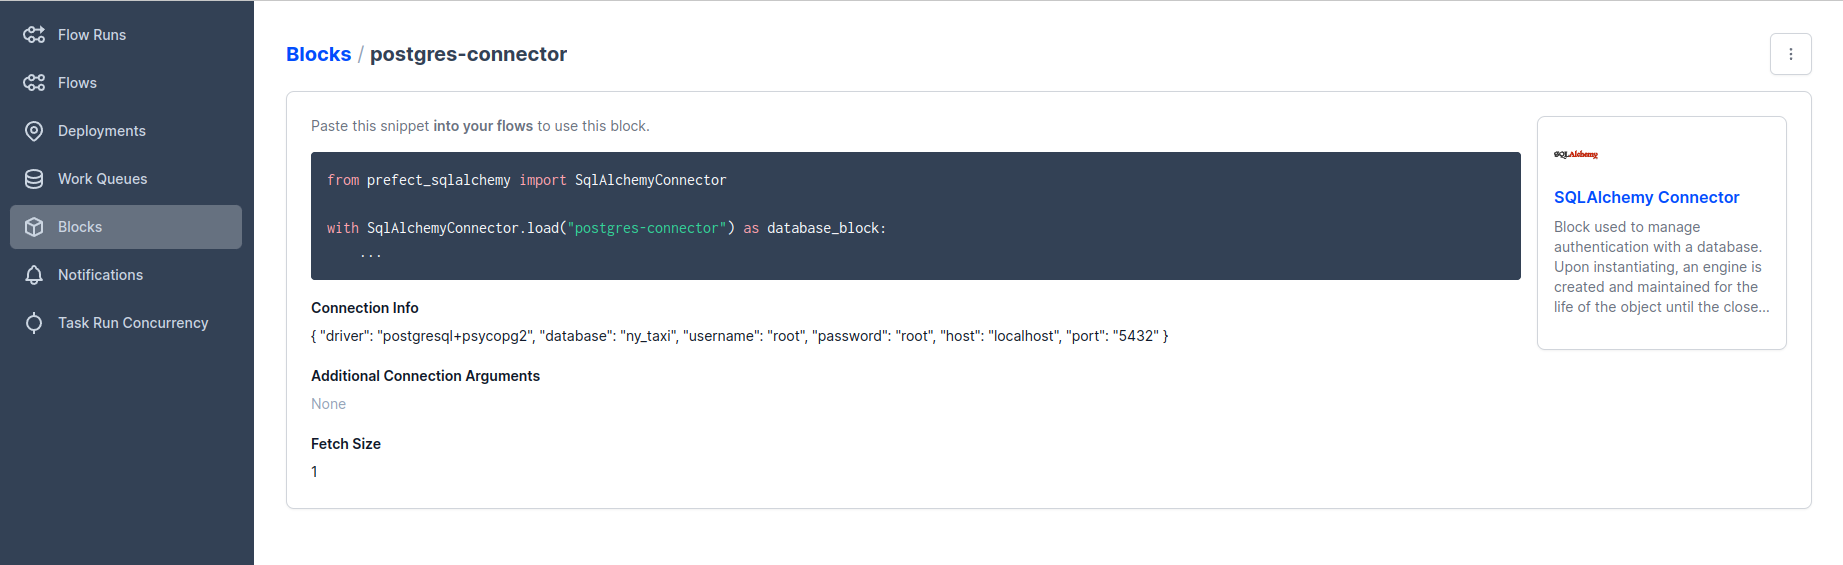 Flow Runs
Flows
Deployments
Work Queues
Blocks
Notifications
Task Run Concurrency
Blocks / postgres-connector
Paste this snippet into your flows to use this block.
from prefect_sqlalchemy import SqlAlchemyConnector
with SqlAlchemyConnector.load("postgres-connector") as database_block:
...
Connection Info
{ "driver": "postgresql+psycopg2", "database": "ny_taxi", "username": "root", "password": "root", "host": "localhost", "port": "5432" }
Additional Connection Arguments
None
Fetch Size
1
SQLAlchemy
SQLAlchemy Connector
Block used to manage
authentication with a database.
Upon instantiating, an engine is
created and maintained for the
life of the object until the close...